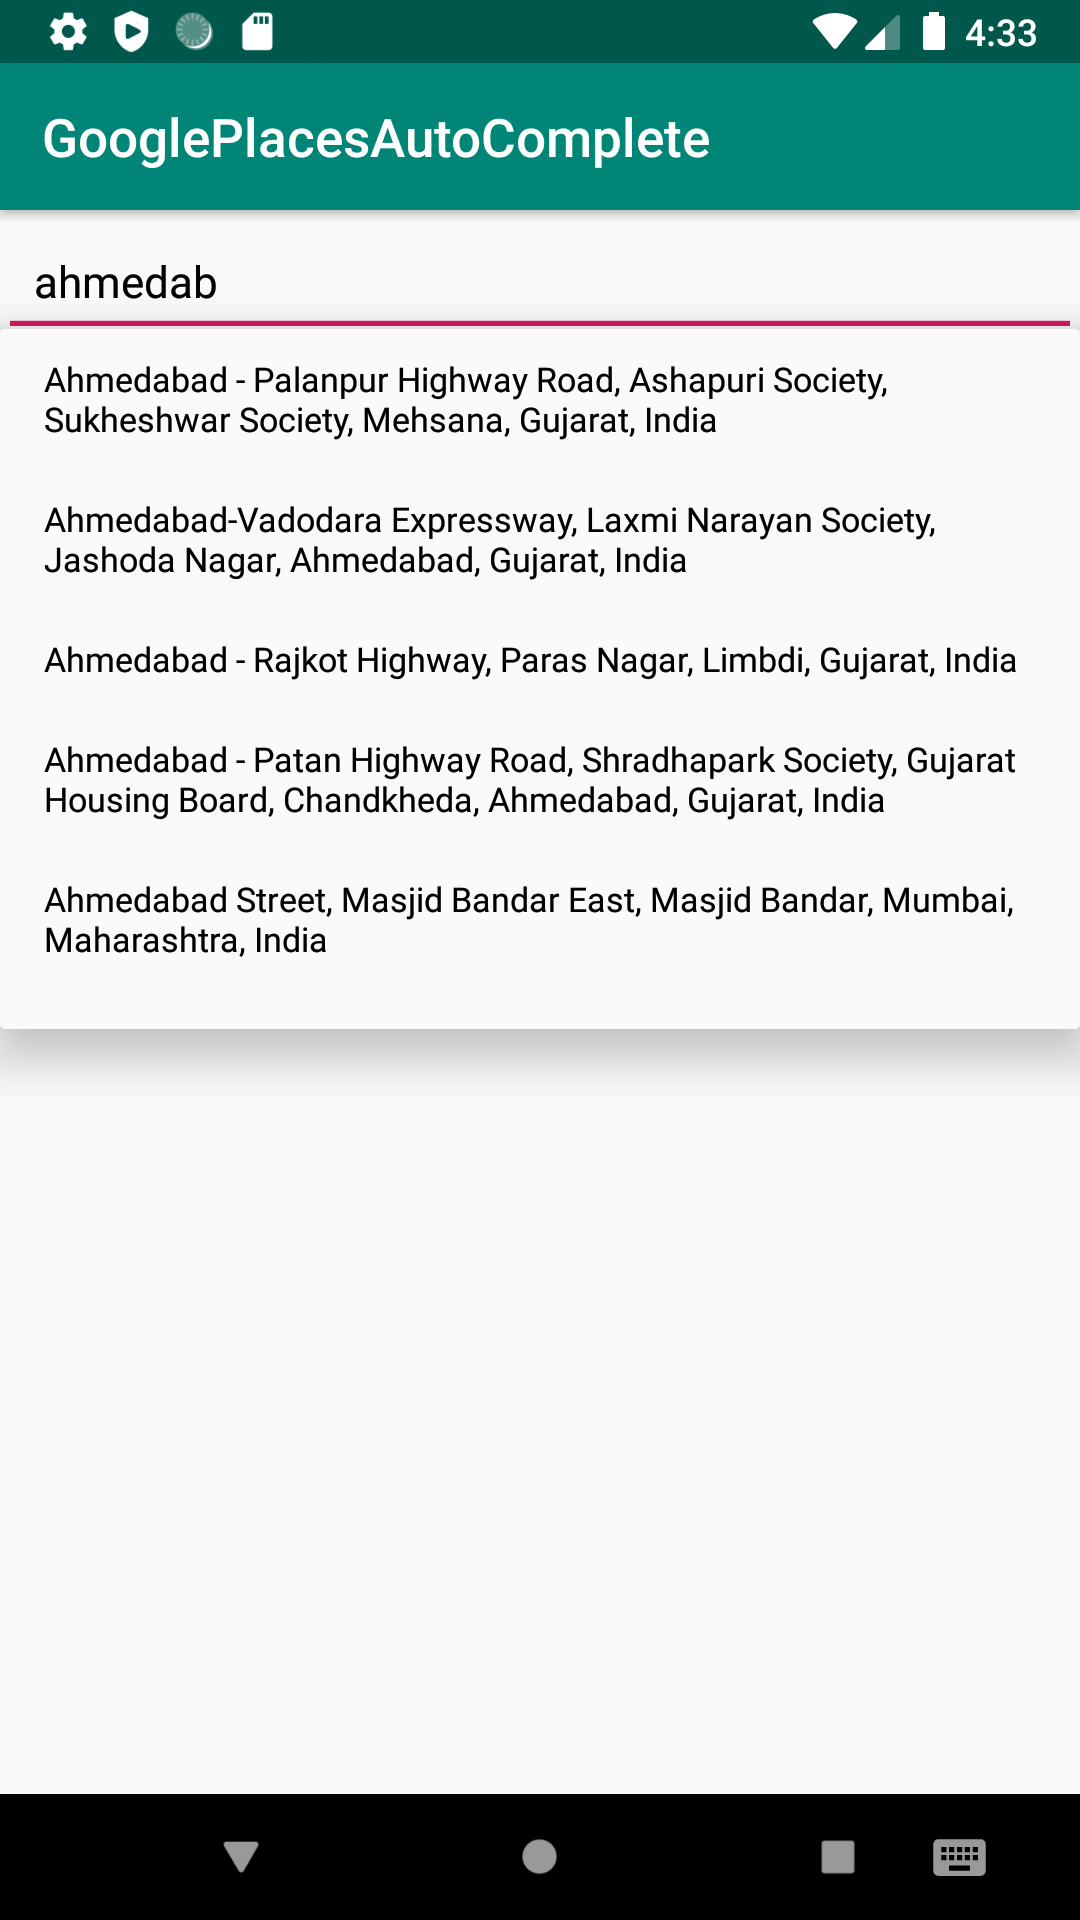 4:33
GooglePlacesAutoComplete
ahmedab
Ahmedabad - Palanpur Highway Road, Ashapuri Society,
Sukheshwar Society, Mehsana, Gujarat, India
Ahmedabad-Vadodara Expressway, Laxmi Narayan Society,
Jashoda Nagar, Ahmedabad, Gujarat, India
Ahmedabad - Rajkot Highway, Paras Nagar, Limbdi, Gujarat, India
Ahmedabad - Patan Highway Road, Shradhapark Society, Gujarat
Housing Board, Chandkheda, Ahmedabad, Gujarat, India
Ahmedabad Street, Masjid Bandar East, Masjid Bandar, Mumbai,
Maharashtra, India